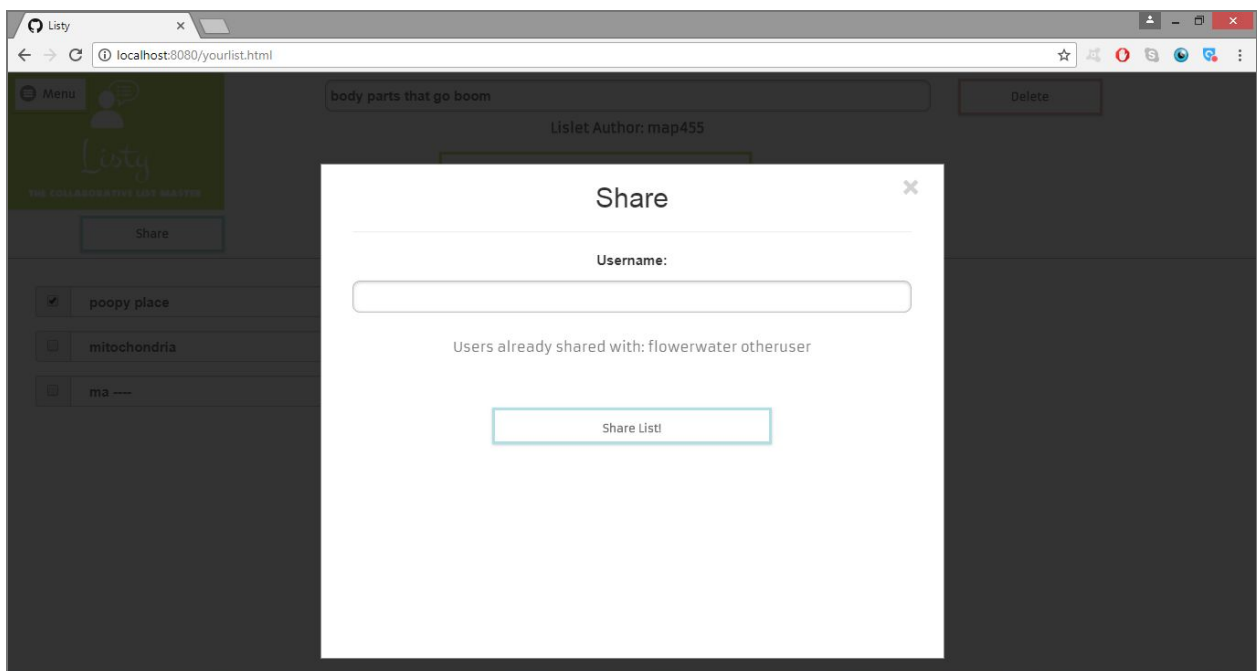 Listy
localhost:8080/yourlist.html
Menu
body parts that go boom
Delete
Lislet Author: map455
Listy
THE COLLABORATIVE LIST MASTER
Share
poopy place
mitochondria
ma ----
Share
Username:
Users already shared with: flowerwater otheruser
Share List!